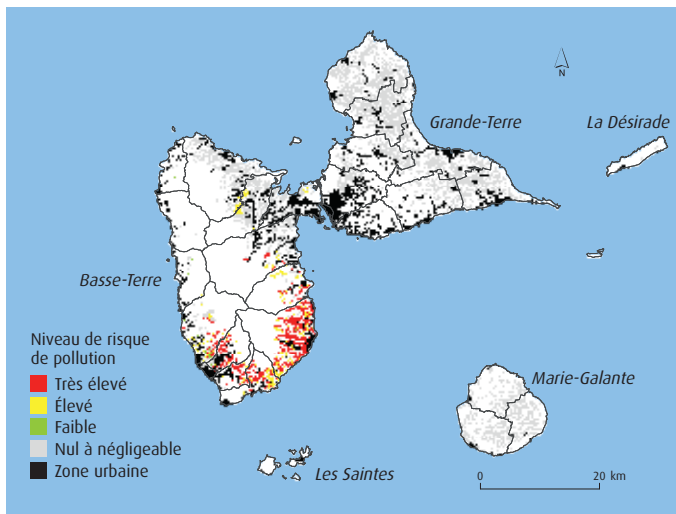 N
Grande-Terre
La Désirade
Basse-Terre
Niveau de risque
de pollution
Très élevé
Élevé
Faible
Nul à négligeable
Zone urbaine
Marie-Galante
Les Saintes
0 20 km